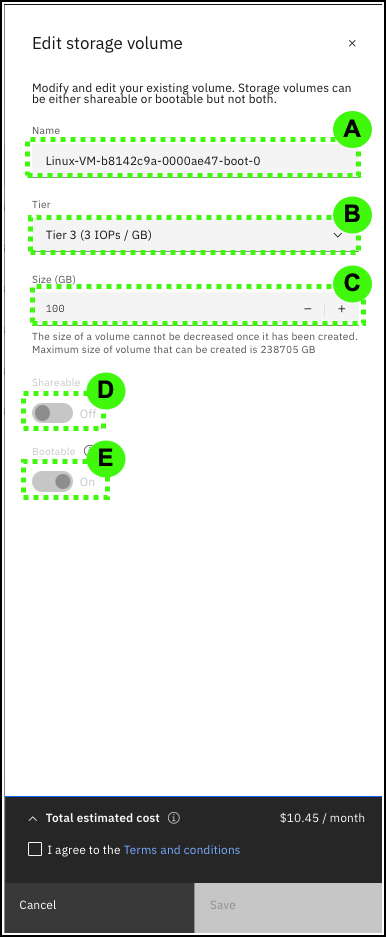 Edit storage volume
Modify and edit your existing volume. Storage volumes can
be either shareable or bootable but not both.
Name
A
Linux-VM-b8142c9a-0000ae47-boot-0
Tier
B
Tier 3 (3 IOPs / GB)
Size (GB)
C
100
The size of a volume cannot be decreased once it has been created.
Maximum size of volume that can be created is 238705 GB
Shareable
D
Off
Bootable
E
On
Total estimated cost
$10.45 / month
I agree to the Terms and conditions
Cancel
Save